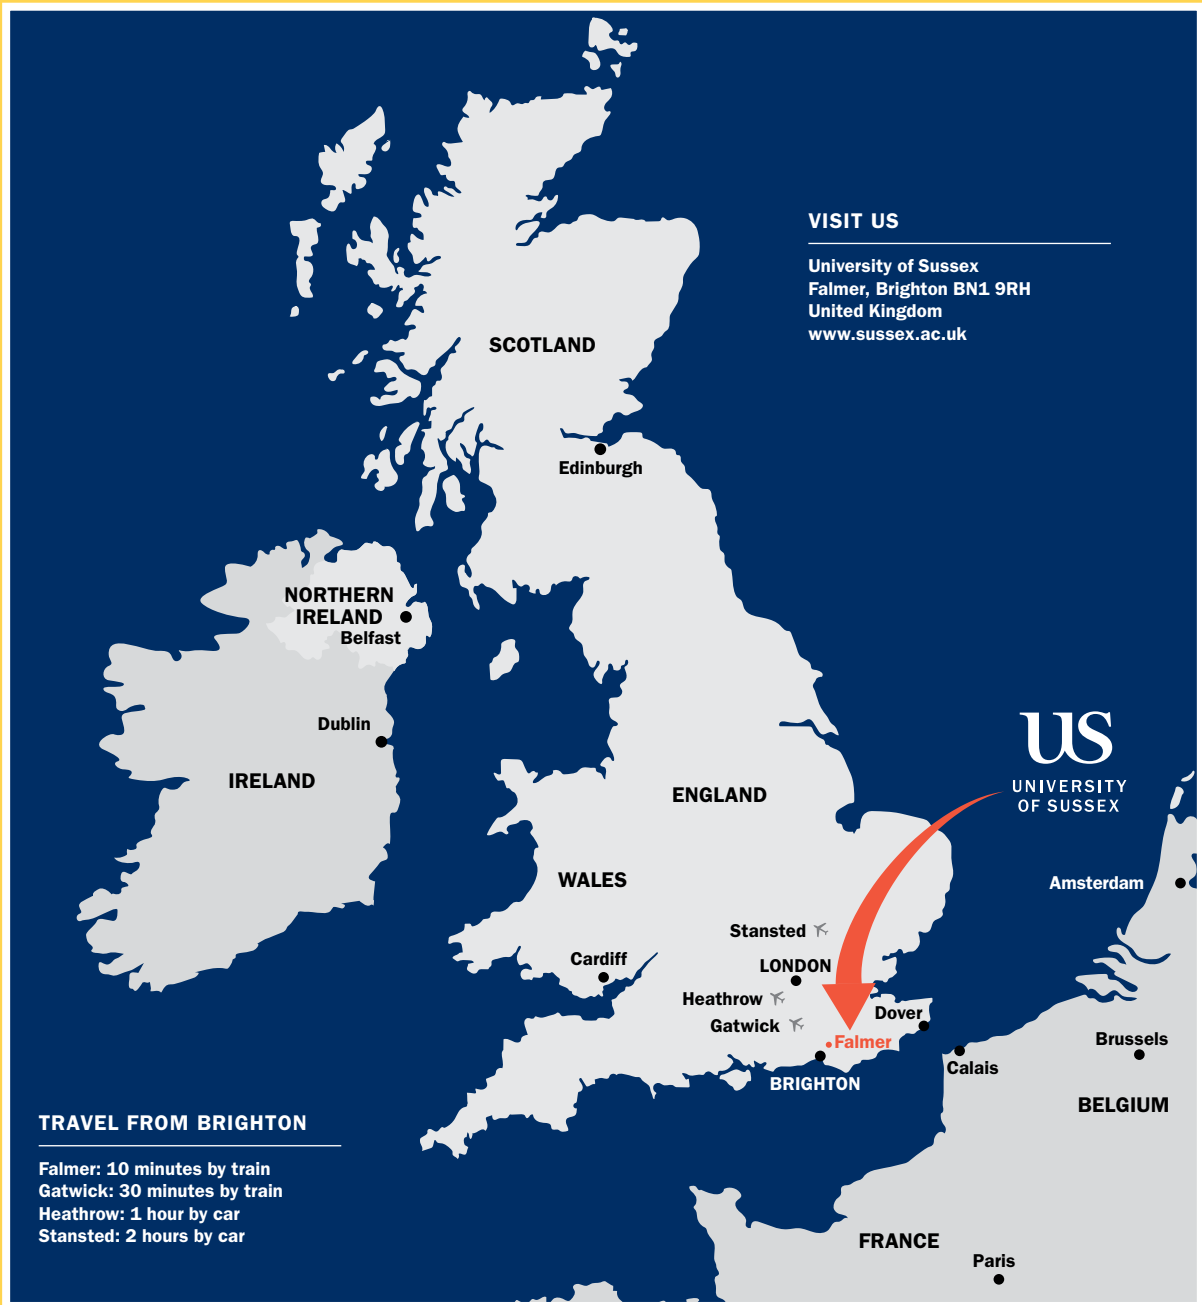 VISIT US
University of Sussex
Falmer, Brighton BN1 9RH
United Kingdom
www.sussex.ac.uk
SCOTLAND
Edinburgh
NORTHERN
IRELAND
Belfast
Dublin
IRELAND
US
UNIVERSITY
OF SUSSEX
ENGLAND
WALES
Amsterdam
Stansted
Cardiff
LONDON
Heathrow
Dover
Gatwick
Falmer
Brussels
Calais
BRIGHTON
BELGIUM
TRAVEL FROM BRIGHTON
Falmer: 10 minutes by train
Gatwick: 30 minutes by train
Heathrow: 1 hour by car
Stansted: 2 hours by car
FRANCE
Paris